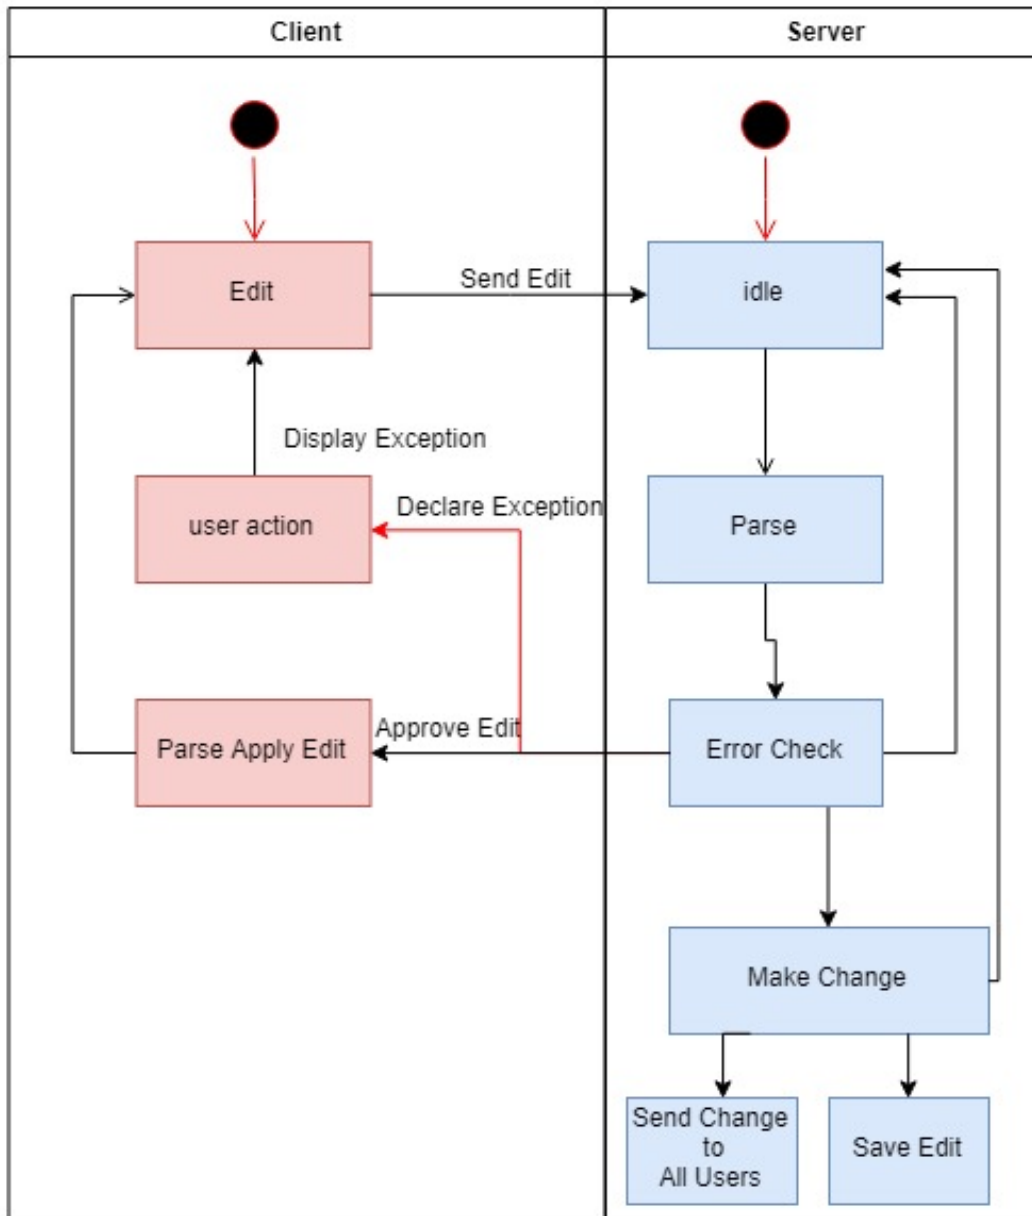 Client
Server
Edit
Send Edit
idle
Display Exception
user action
Declare Exception
Parse
Parse Apply Edit
Approve Edit
Error Check
Make Change
Send Change
to
All Users
Save Edit